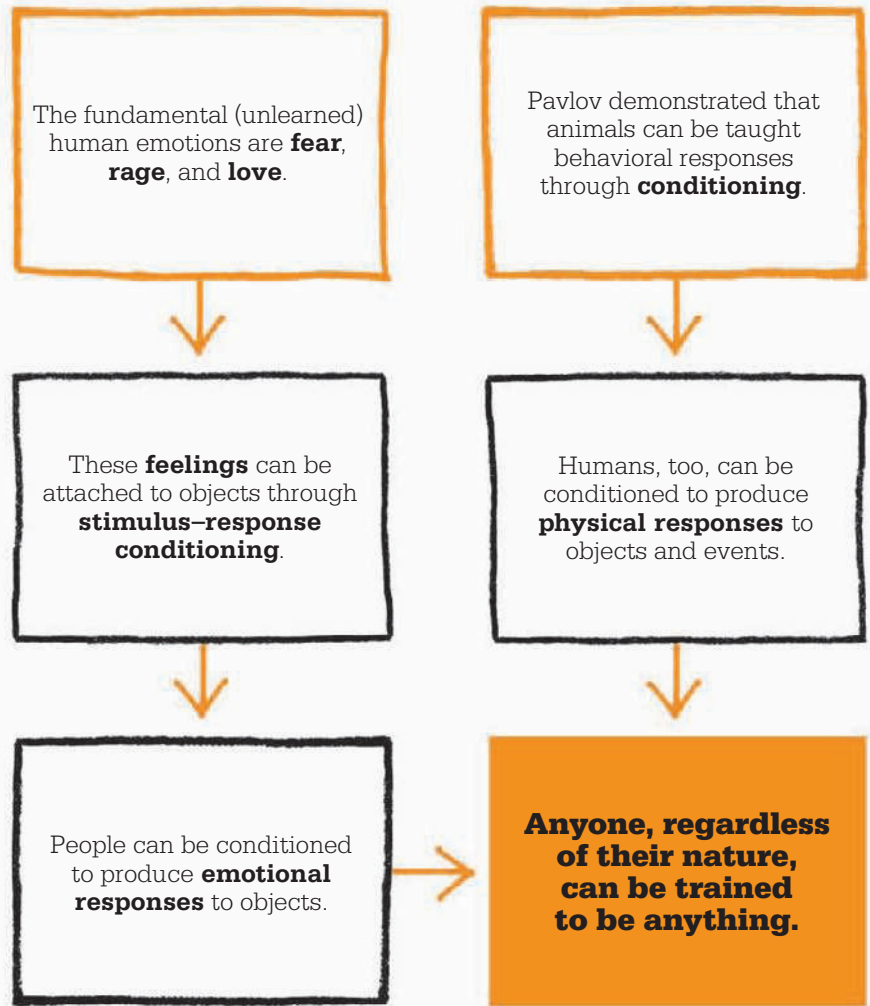 The fundamental (unlearned)
human emotions are fear,
rage, and love.
Pavlov demonstrated that
animals can be taught
behavioral responses
through conditioning.
These feelings can be
attached to objects through
stimulus–response
conditioning.
Humans, too, can be
conditioned to produce
physical responses to
objects and events.
People can be conditioned
to produce emotional
responses to objects.
Anyone, regardless
of their nature,
can be trained
to be anything.